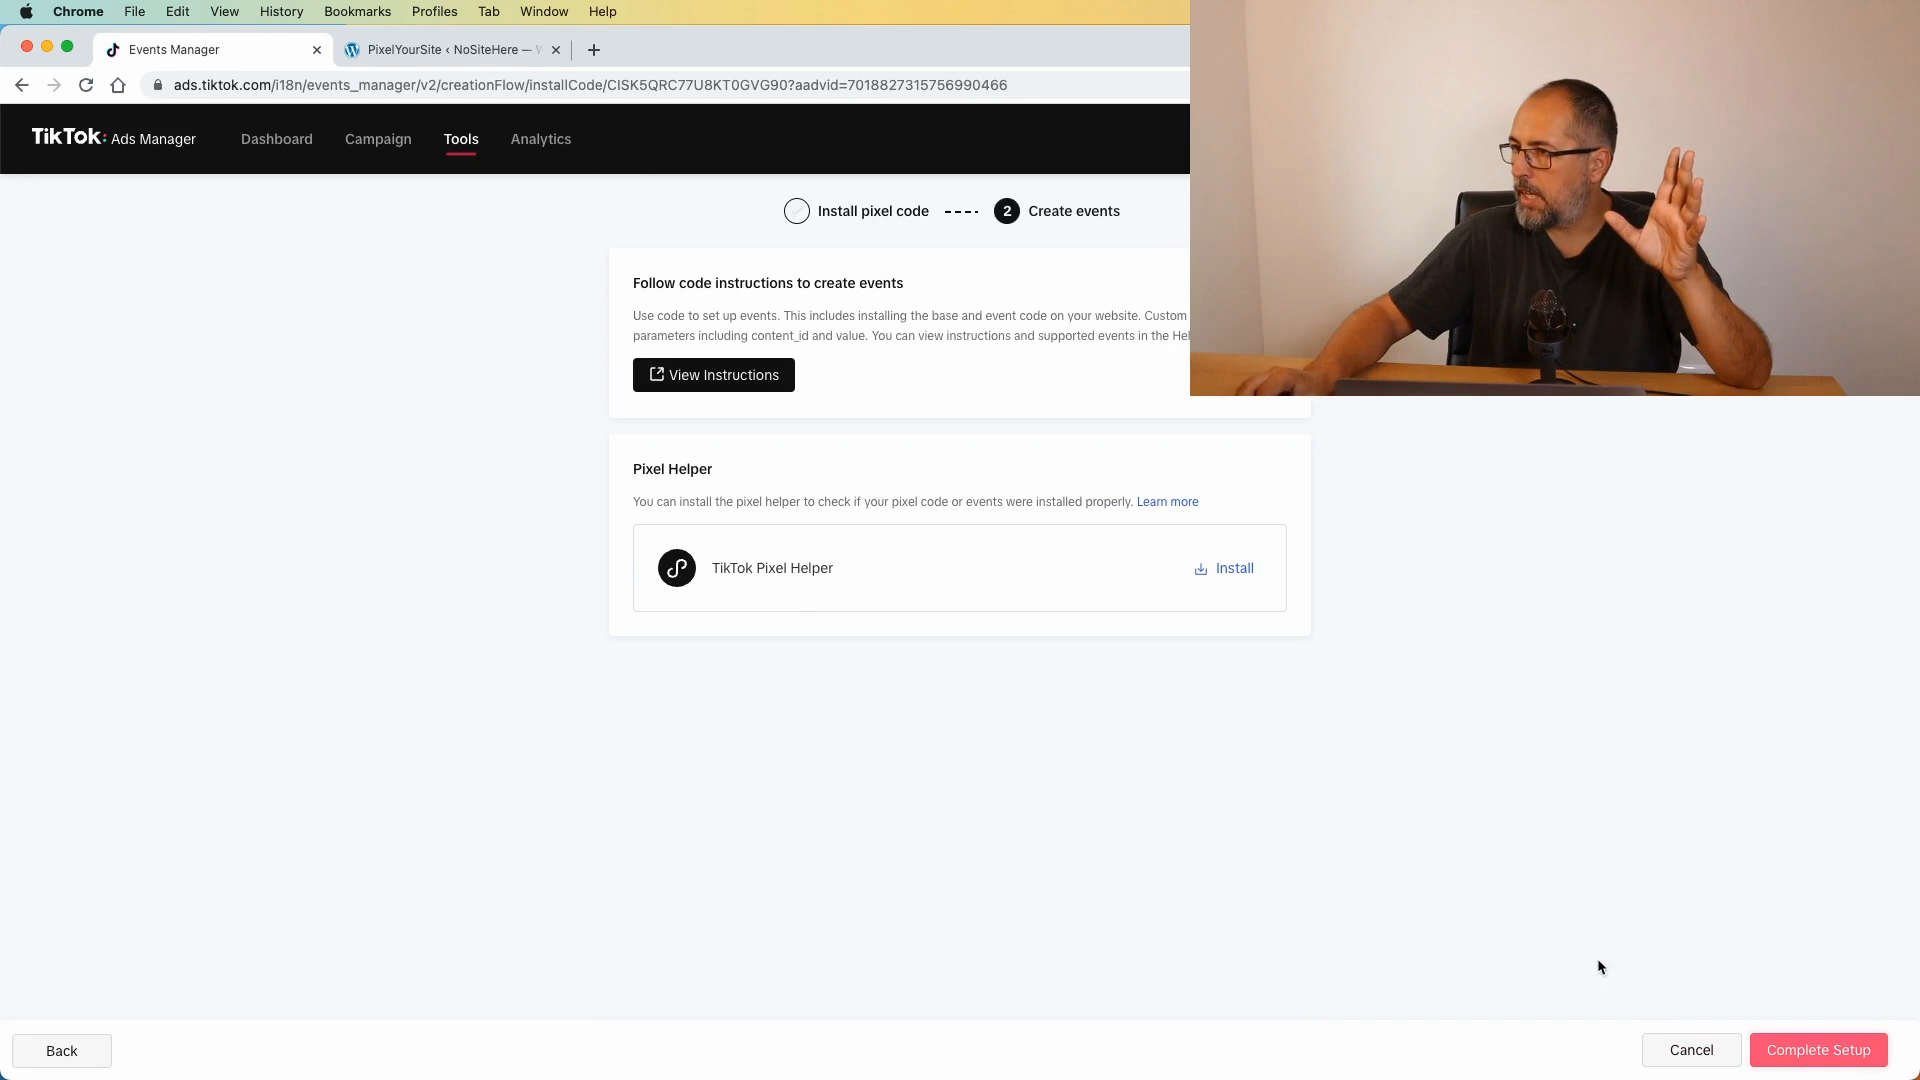 Chrome File Edit View History Bookmarks Profiles Tab Window Help
Events Manager
PixelYourSite ‹ NoSiteHere —
ads.tiktok.com/i18n/events_manager/v2/creationFlow/installCode/CISK5QRC77U8KT0GVG90?aadvid=7018827315756990466
TikTok: Ads Manager Dashboard Campaign Tools Analytics
Install pixel code 2 Create events
Follow code instructions to create events
Use code to set up events. This includes installing the base and event code on your website. Custom
parameters including content_id and value. You can view instructions and supported events in the
View Instructions
Pixel Helper
You can install the pixel helper to check if your pixel code or events were installed properly. Learn more
TikTok Pixel Helper Install
Back Cancel Complete Setup